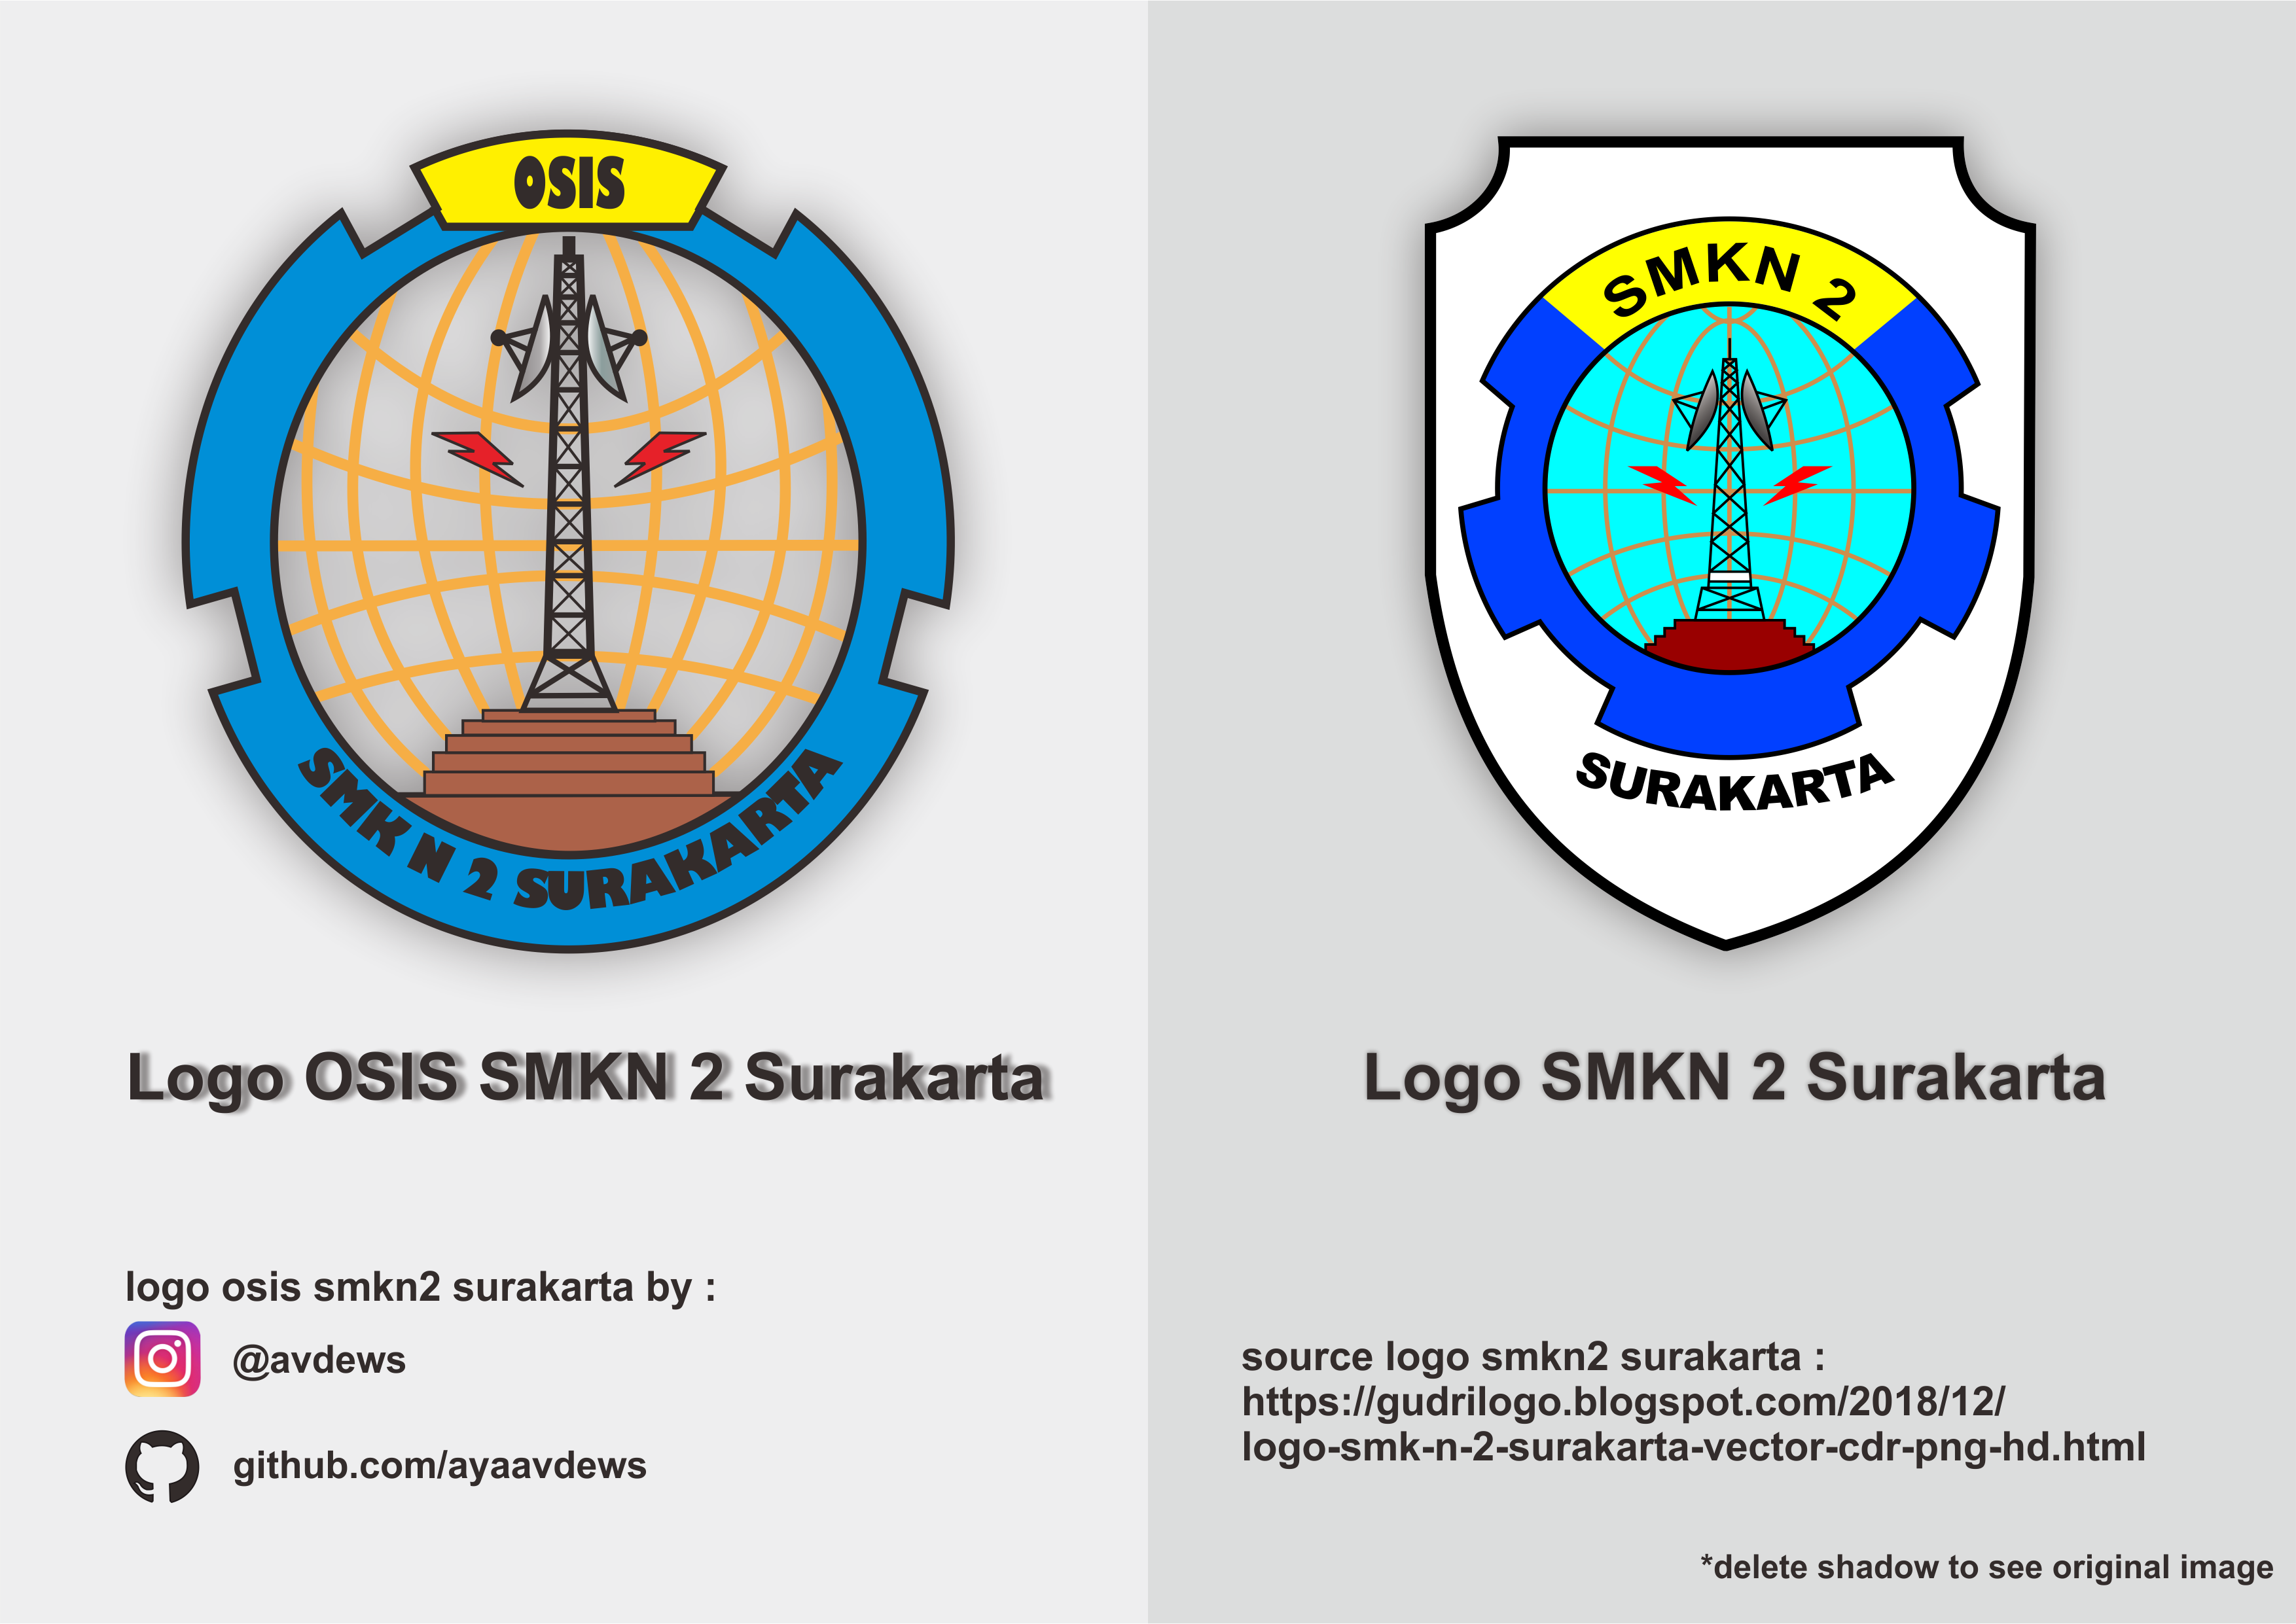 OSIS
SMK N 2 SURAKARTA
Logo OSIS SMKN 2 Surakarta
logo osis smkn2 surakarta by :
@avdews
github.com/ayaavdews
SMKN 2
SURAKARTA
Logo SMKN 2 Surakarta
source logo smkn2 surakarta :
https://gudrilogo.blogspot.com/2018/12/
logo-smk-n-2-surakarta-vector-cdr-png-hd.html
*delete shadow to see original image